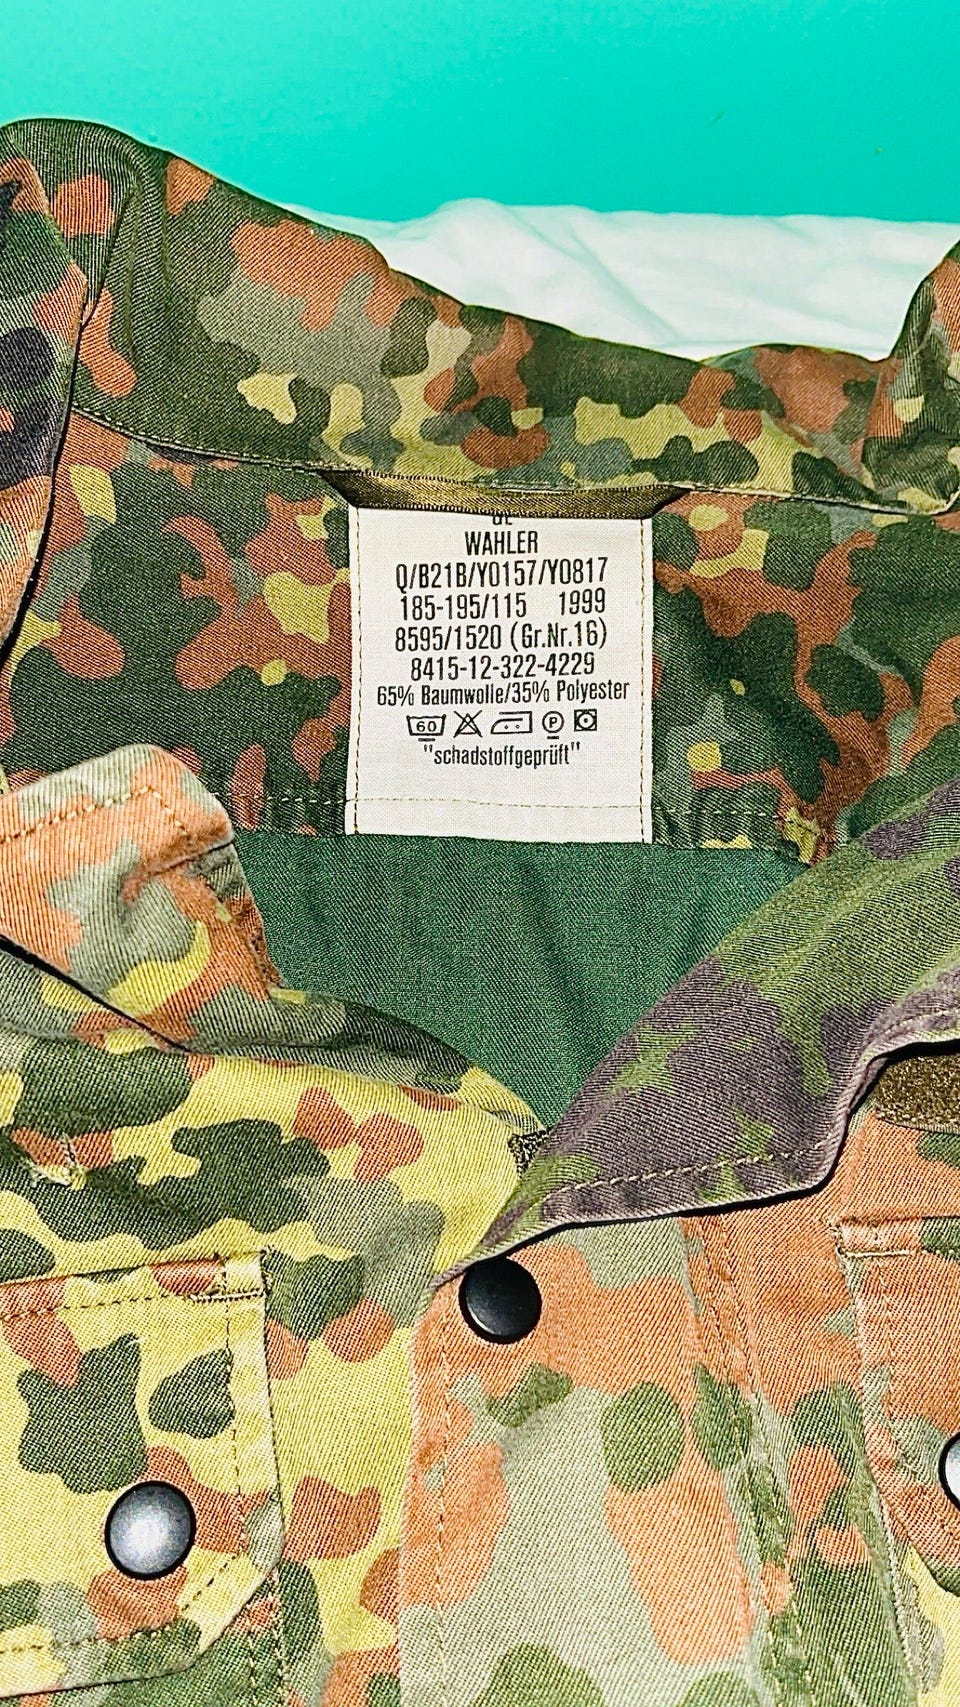 WAHLER
Q/B21B/Y0157/Y0817
185-195/115 1999
8595/1520 (Gr.Nr.16)
8415-12-322-4229
65% Baumwolle/35% Polyester
60 P
"schadstoffgeprüft"